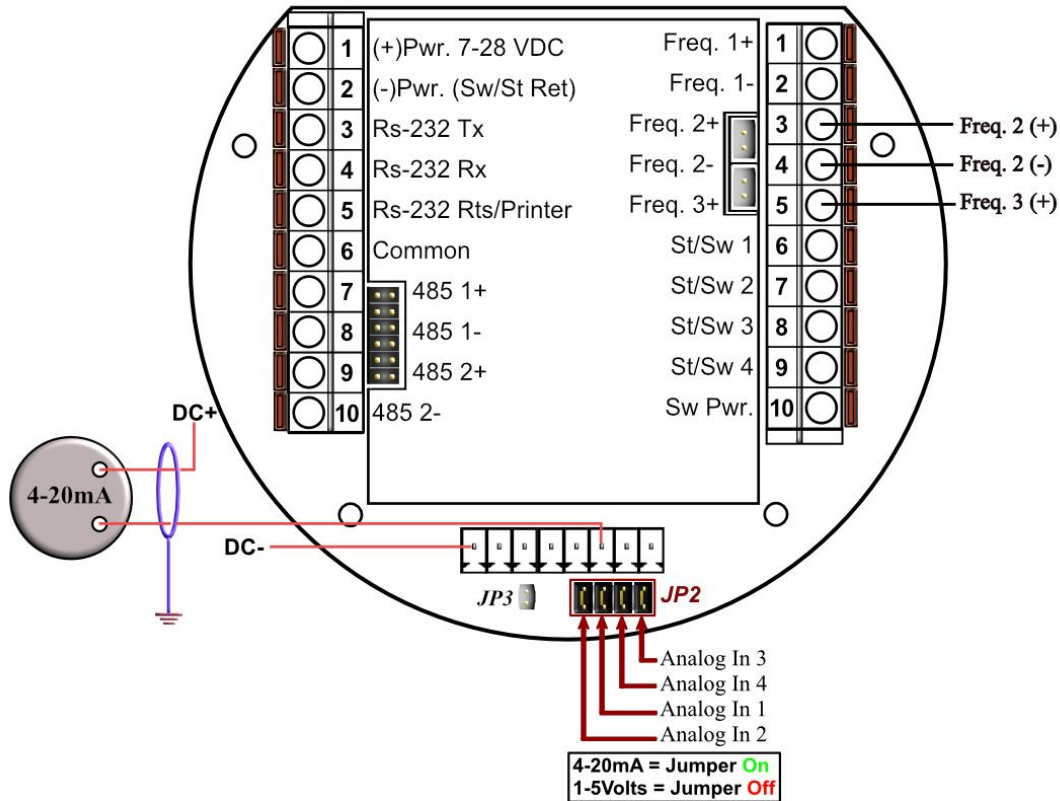 1 (+)Pwr. 7-28 VDC
2 (-)Pwr. (Sw/St Ret)
3 Rs-232 Tx
4 Rs-232 Rx
5 Rs-232 Rts/Printer
6 Common
7 485 1+
8 485 1-
9 485 2+
10 485 2-
Freq. 1+ 1
Freq. 1- 2
Freq. 2+ 3 Freq. 2 (+)
Freq. 2- 4 Freq. 2 (-)
Freq. 3+ 5 Freq. 3 (+)
St/Sw 1 6
St/Sw 2 7
St/Sw 3 8
St/Sw 4 9
Sw Pwr. 10
DC+
4-20mA
DC-
JP3
JP2
Analog In 3
Analog In 4
Analog In 1
Analog In 2
4-20mA = Jumper On
1-5Volts = Jumper Off